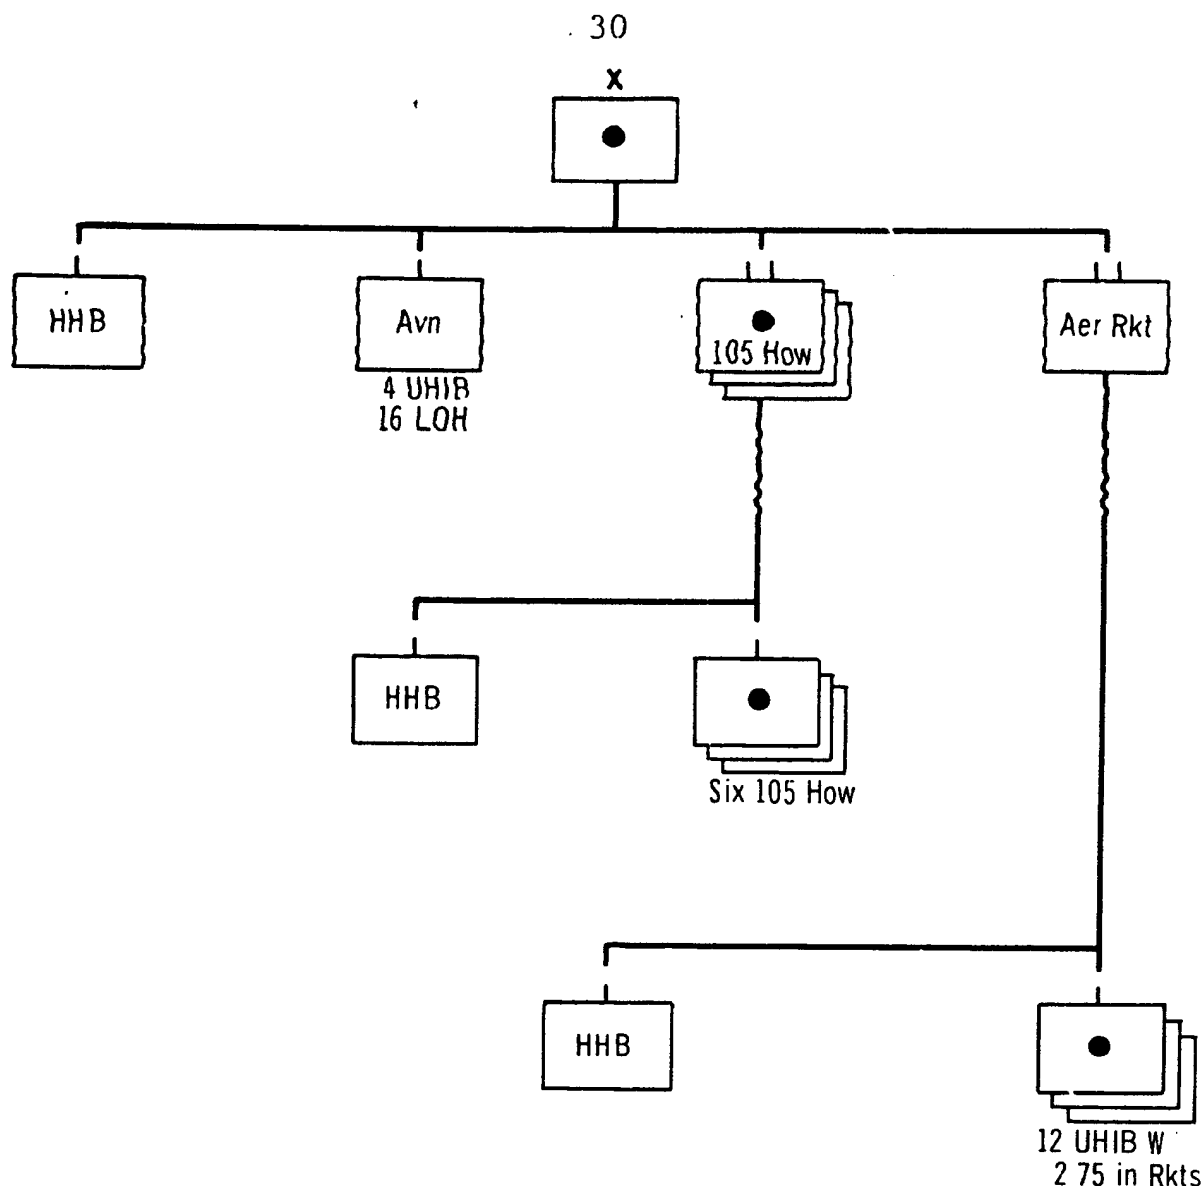 30
X
HHB
Avn
105 How
Aer Rkt
4 UHIB
16 LOH
HHB
Six 105 How
HHB
12 UHIB W
2 75 in Rkts